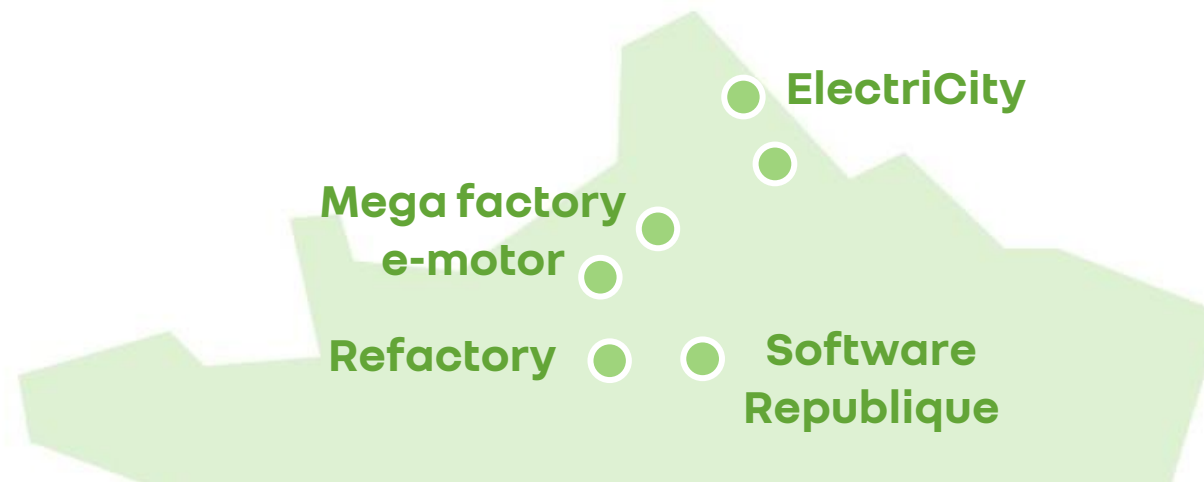 ElectriCity
Mega factory
e-motor
Refactory
Software
Republique